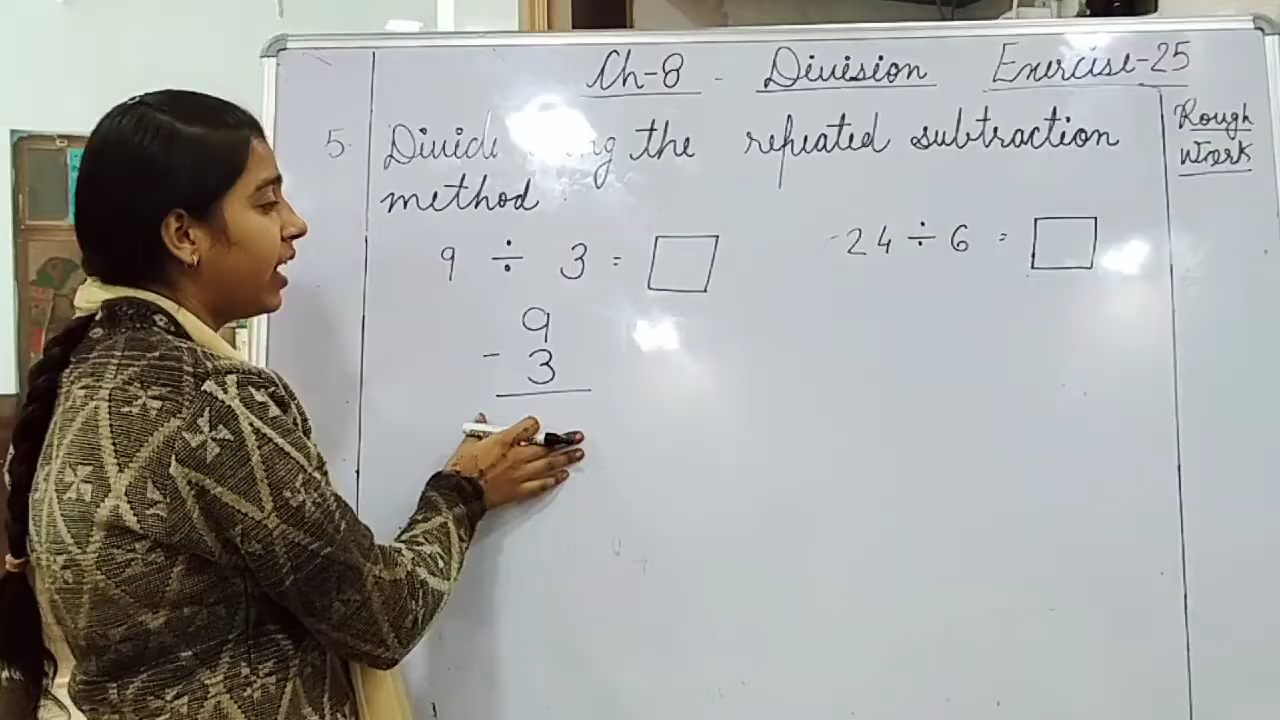 Ch-8 - Division Exercise-25
5. Divide the repeated subtraction
method
9 ÷ 3 = 
24 ÷ 6 = 
9
- 3
Rough
Work